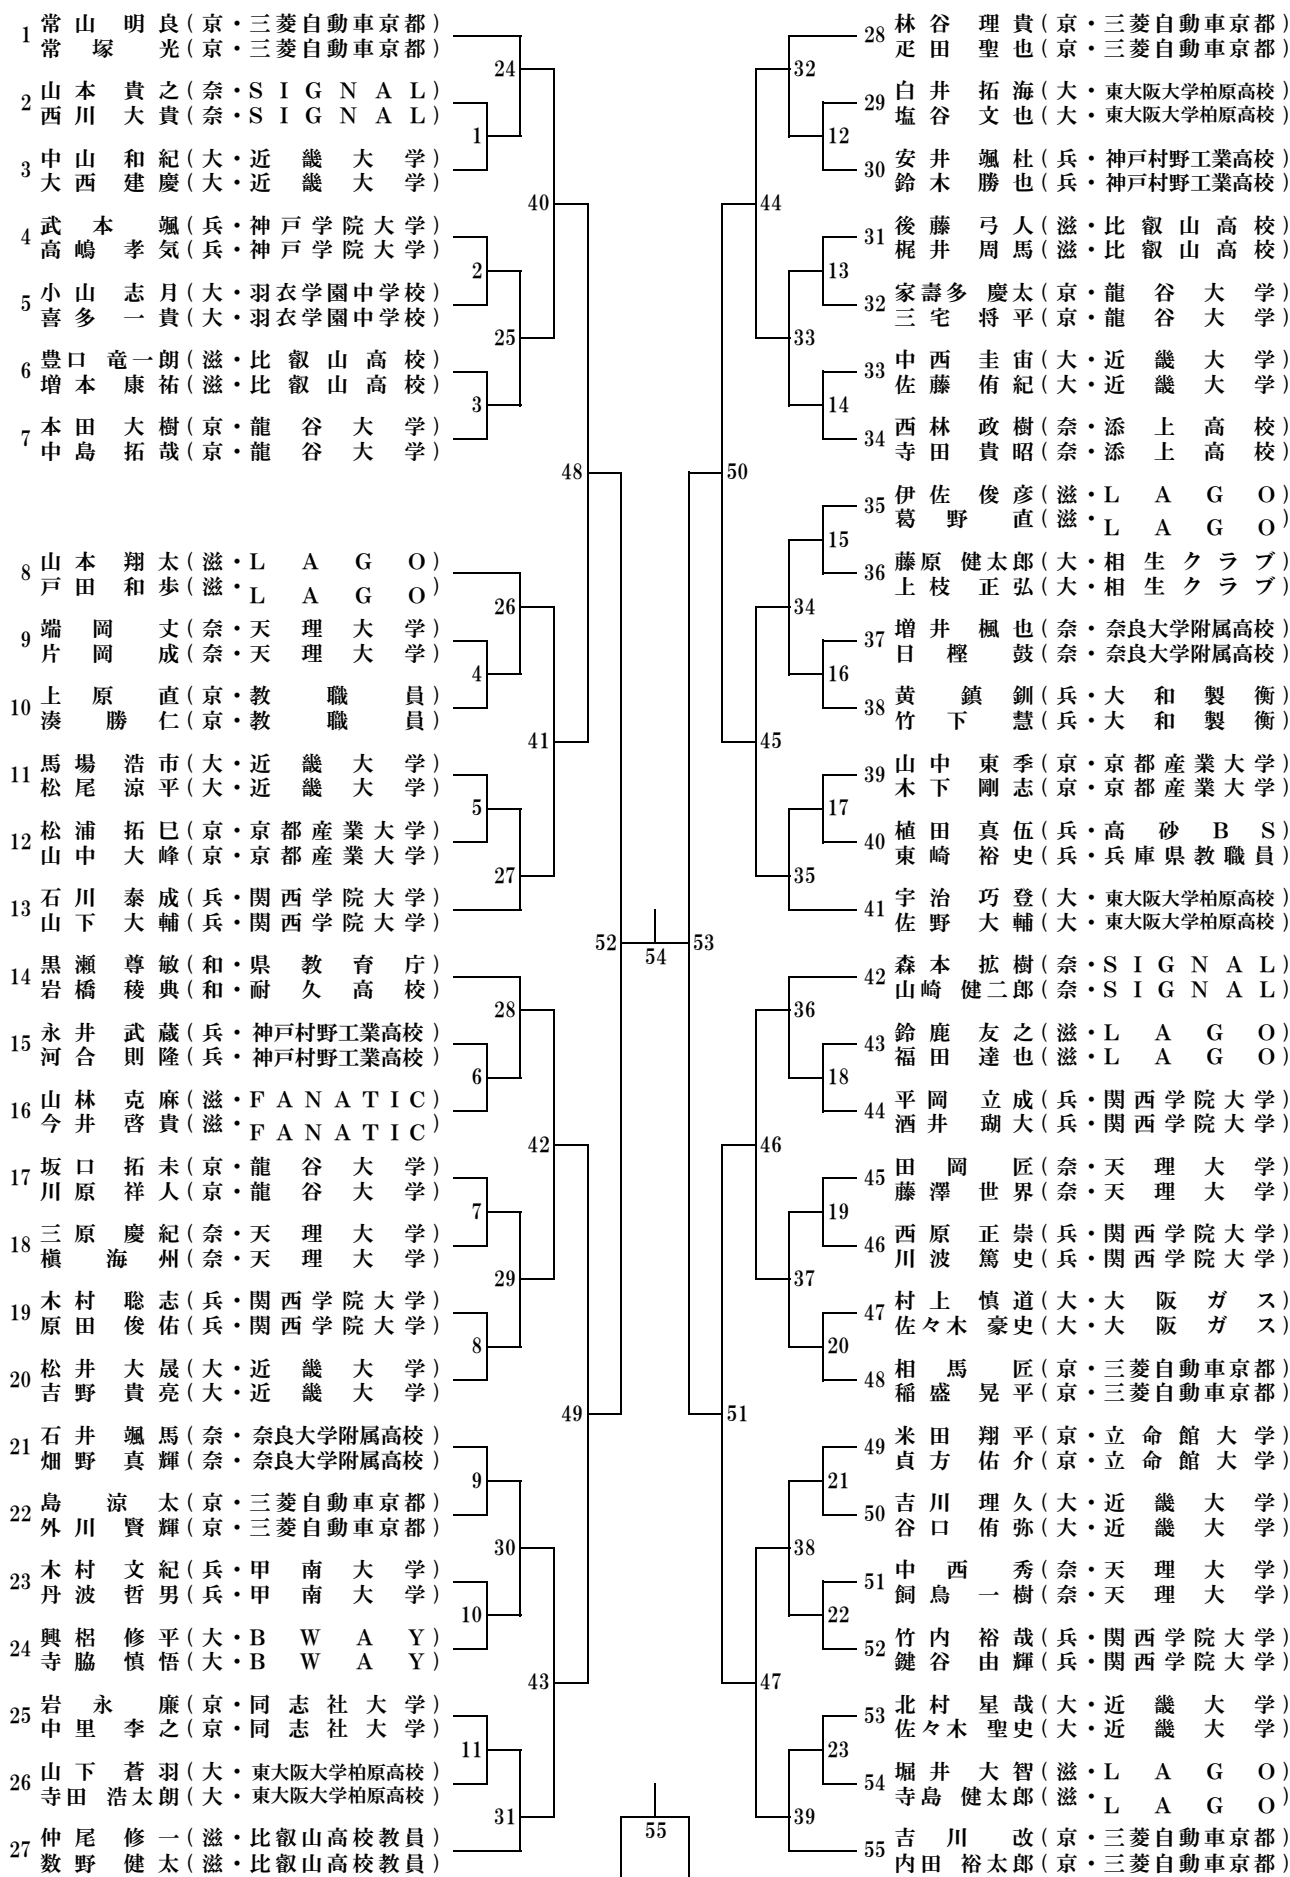 1 常山 明良(京・三菱自動車京都)
常塚 光(京・三菱自動車京都)
24
2 山本 貴之(奈・SIGNAL)
西川 大貴(奈・SIGNAL)
1
3 中山 和紀(大・近畿大学)
大西 建慶(大・近畿大学)
40
4 武本 颯(兵・神戸学院大学)
高嶋 孝気(兵・神戸学院大学)
2
5 小山 志月(大・羽衣学園中学校)
喜多 一貴(大・羽衣学園中学校)
25
6 豊口 竜一朗(滋・比叡山高校)
増本 康祐(滋・比叡山高校)
3
7 本田 大樹(京・龍谷大学)
中島 拓哉(京・龍谷大学)
48
8 山本 翔太(滋・LAGO)
戸田 和歩(滋・LAGO)
26
9 端岡 丈(奈・天理大学)
片岡 成(奈・天理大学)
4
10 上原 直(京・教職員)
湊 勝仁(京・教職員)
41
11 馬場 浩市(大・近畿大学)
松尾 涼平(大・近畿大学)
5
12 松浦 拓巳(京・京都産業大学)
山中 大峰(京・京都産業大学)
27
13 石川 泰成(兵・関西学院大学)
山下 大輔(兵・関西学院大学)
52
14 黒瀬 尊敏(和・県教育庁)
岩橋 稜典(和・耐久高校)
28
15 永井 武蔵(兵・神戸村野工業高校)
河合 則隆(兵・神戸村野工業高校)
6
16 山林 克麻(滋・FANATIC)
今井 啓貴(滋・FANATIC)
42
17 坂口 拓未(京・龍谷大学)
川原 祥人(京・龍谷大学)
7
18 三原 慶紀(奈・天理大学)
槇 海州(奈・天理大学)
29
19 木村 聡志(兵・関西学院大学)
原田 俊佑(兵・関西学院大学)
8
20 松井 大晟(大・近畿大学)
吉野 貴亮(大・近畿大学)
49
21 石井 颯馬(奈・奈良大学附属高校)
畑野 真輝(奈・奈良大学附属高校)
9
22 島 涼太(京・三菱自動車京都)
外川 賢輝(京・三菱自動車京都)
30
23 木村 文紀(兵・甲南大学)
丹波 哲男(兵・甲南大学)
10
24 興梠 修平(大・BWAY)
寺脇 慎悟(大・BWAY)
43
25 岩永 廉(京・同志社大学)
中里 李之(京・同志社大学)
11
26 山下 蒼羽(大・東大阪大学柏原高校)
寺田 浩太朗(大・東大阪大学柏原高校)
31
27 仲尾 修一(滋・比叡山高校教員)
数野 健太(滋・比叡山高校教員)
54
55
28 林谷 理貴(京・三菱自動車京都)
疋田 聖也(京・三菱自動車京都)
32
29 白井 拓海(大・東大阪大学柏原高校)
塩谷 文也(大・東大阪大学柏原高校)
12
30 安井 颯杜(兵・神戸村野工業高校)
鈴木 勝也(兵・神戸村野工業高校)
44
31 後藤 弓人(滋・比叡山高校)
梶井 周馬(滋・比叡山高校)
13
32 家壽多 慶太(京・龍谷大学)
三宅 将平(京・龍谷大学)
33
33 中西 圭宙(大・近畿大学)
佐藤 侑紀(大・近畿大学)
14
34 西林 政樹(奈・添上高校)
寺田 貴昭(奈・添上高校)
50
35 伊佐 俊彦(滋・LAGO)
葛野 直(滋・LAGO)
15
36 藤原 健太郎(大・相生クラブ)
上枝 正弘(大・相生クラブ)
34
37 増井 楓也(奈・奈良大学附属高校)
日樫 鼓(奈・奈良大学附属高校)
16
38 黄 鎮釧(兵・大和製衡)
竹下 慧(兵・大和製衡)
45
39 山中 東季(京・京都産業大学)
木下 剛志(京・京都産業大学)
17
40 植田 真伍(兵・高砂BS)
東崎 裕史(兵・兵庫県教職員)
35
41 宇治 巧登(大・東大阪大学柏原高校)
佐野 大輔(大・東大阪大学柏原高校)
53
42 森本 拡樹(奈・SIGNAL)
山崎 健二郎(奈・SIGNAL)
36
43 鈴鹿 友之(滋・LAGO)
福田 達也(滋・LAGO)
18
44 平岡 立成(兵・関西学院大学)
酒井 瑚大(兵・関西学院大学)
46
45 田岡 匠(奈・天理大学)
藤澤 世界(奈・天理大学)
19
46 西原 正崇(兵・関西学院大学)
川波 篤史(兵・関西学院大学)
37
47 村上 慎道(大・大阪ガス)
佐々木 豪史(大・大阪ガス)
20
48 相馬 匠(京・三菱自動車京都)
稲盛 晃平(京・三菱自動車京都)
51
49 米田 翔平(京・立命館大学)
貞方 佑介(京・立命館大学)
21
50 吉川 理久(大・近畿大学)
谷口 侑弥(大・近畿大学)
38
51 中西 秀(奈・天理大学)
飼鳥 一樹(奈・天理大学)
22
52 竹内 裕哉(兵・関西学院大学)
鍵谷 由輝(兵・関西学院大学)
47
53 北村 星哉(大・近畿大学)
佐々木 聖史(大・近畿大学)
23
54 堀井 大智(滋・LAGO)
寺島 健太郎(滋・LAGO)
39
55 吉川 改(京・三菱自動車京都)
内田 裕太郎(京・三菱自動車京都)